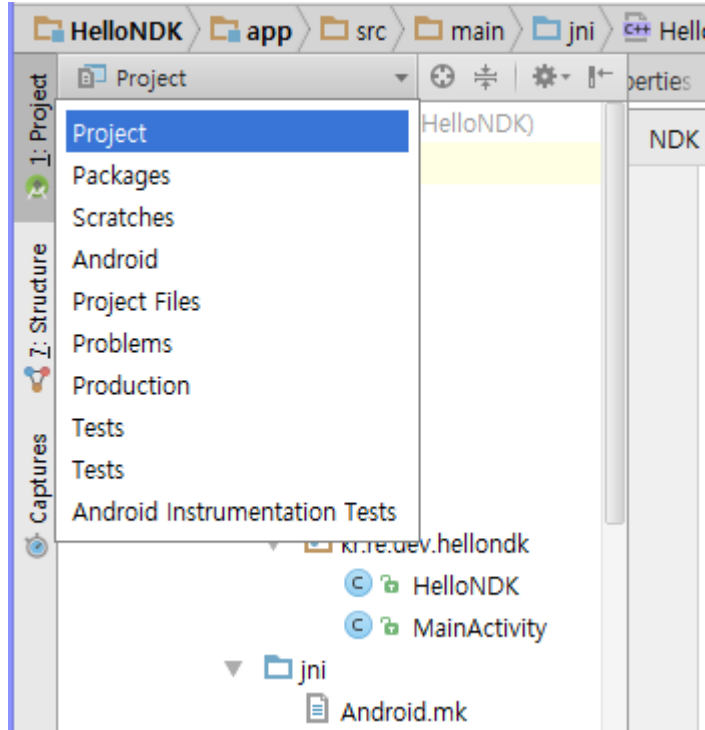 HelloNDK app src main jni Hell
1: Project
Project
perties
Project
HelloNDK)
NDK
Packages
Scratches
Android
Project Files
Problems
Production
Tests
Tests
Android Instrumentation Tests
7: Structure
Captures
kr.re.dev.hellondk
HelloNDK
MainActivity
jni
Android.mk